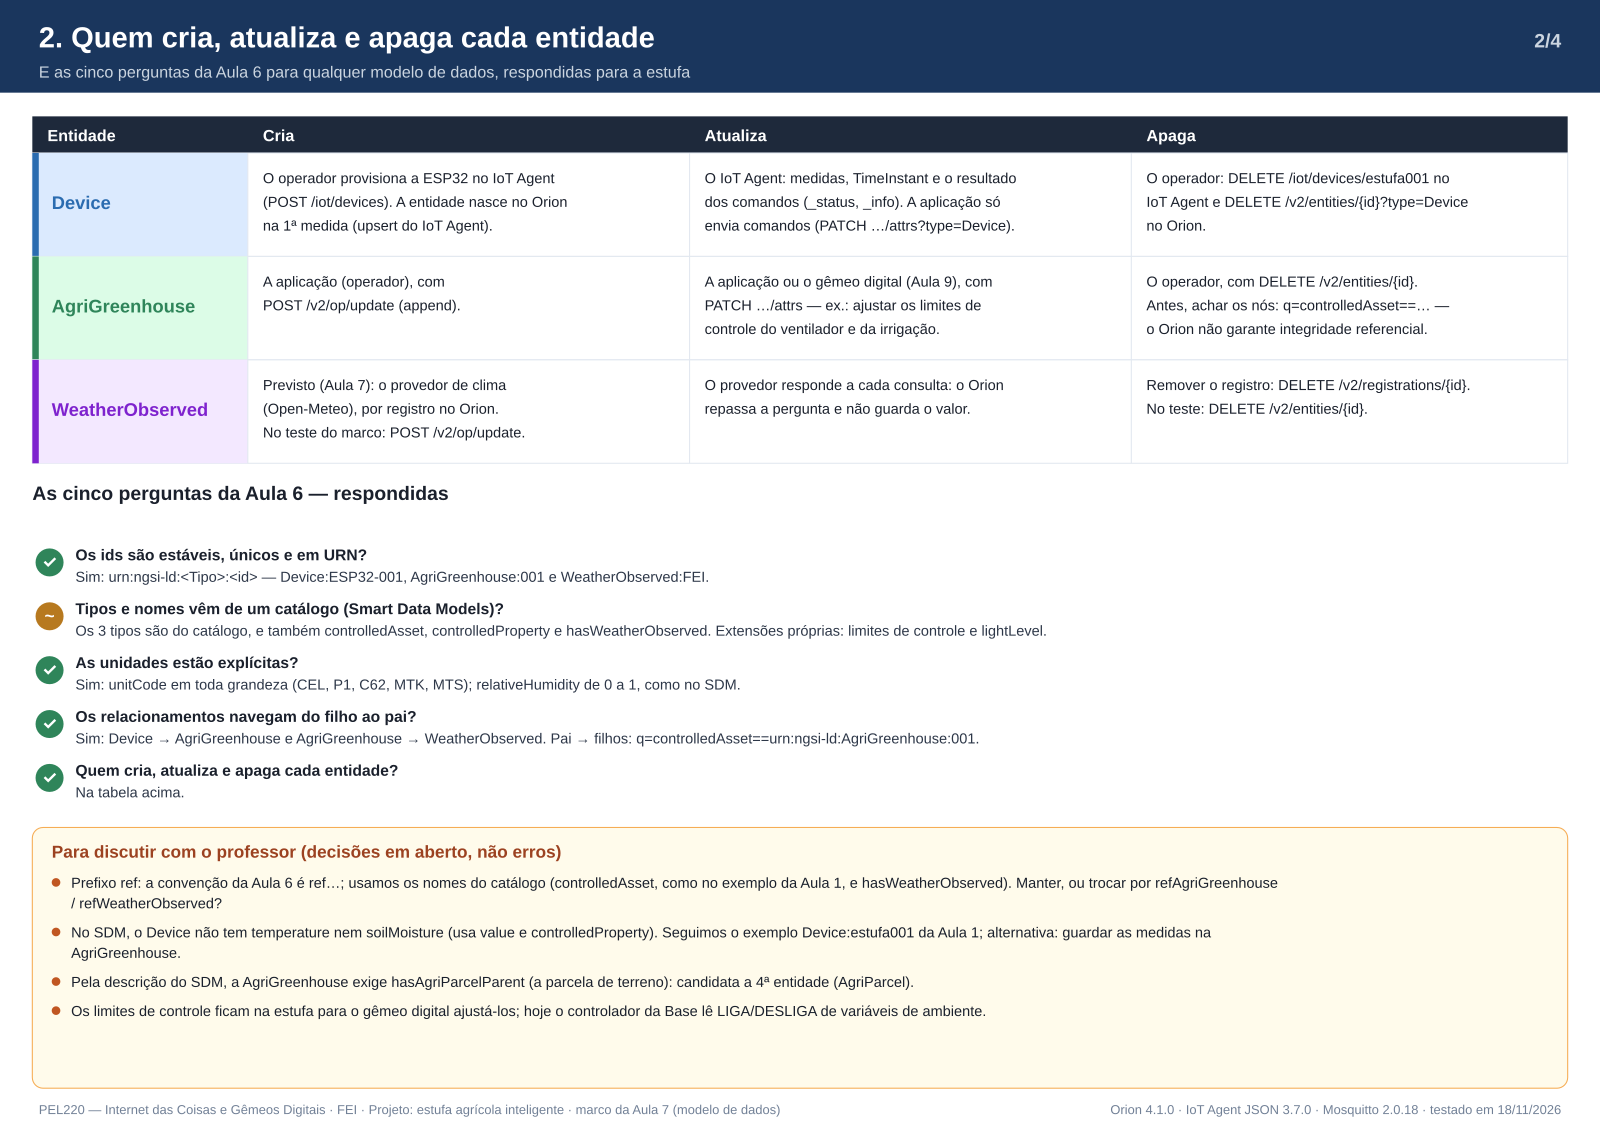 2. Quem cria, atualiza e apaga cada entidade
2/4
E as cinco perguntas da Aula 6 para qualquer modelo de dados, respondidas para a estufa
Entidade
Cria
Atualiza
Apaga
Device
O operador provisiona a ESP32 no IoT Agent
(POST /iot/devices). A entidade nasce no Orion
na 1ª medida (upsert do IoT Agent).
O IoT Agent: medidas, TimeInstant e o resultado
dos comandos (_status, _info). A aplicação só
envia comandos (PATCH …/attrs?type=Device).
O operador: DELETE /iot/devices/estufa001 no
IoT Agent e DELETE /v2/entities/{id}?type=Device
no Orion.
AgriGreenhouse
A aplicação (operador), com
POST /v2/op/update (append).
A aplicação ou o gêmeo digital (Aula 9), com
PATCH …/attrs — ex.: ajustar os limites de
controle do ventilador e da irrigação.
O operador, com DELETE /v2/entities/{id}.
Antes, achar os nós: q=controlledAsset==… —
o Orion não garante integridade referencial.
WeatherObserved
Previsto (Aula 7): o provedor de clima
(Open-Meteo), por registro no Orion.
No teste do marco: POST /v2/op/update.
O provedor responde a cada consulta: o Orion
repassa a pergunta e não guarda o valor.
Remover o registro: DELETE /v2/registrations/{id}.
No teste: DELETE /v2/entities/{id}.
As cinco perguntas da Aula 6 — respondidas
Os ids são estáveis, únicos e em URN?
Sim: urn:ngsi-ld:<Tipo>:<id> — Device:ESP32-001, AgriGreenhouse:001 e WeatherObserved:FEI.
~
Tipos e nomes vêm de um catálogo (Smart Data Models)?
Os 3 tipos são do catálogo, e também controlledAsset, controlledProperty e hasWeatherObserved. Extensões próprias: limites de controle e lightLevel.
As unidades estão explícitas?
Sim: unitCode em toda grandeza (CEL, P1, C62, MTK, MTS); relativeHumidity de 0 a 1, como no SDM.
Os relacionamentos navegam do filho ao pai?
Sim: Device → AgriGreenhouse e AgriGreenhouse → WeatherObserved. Pai → filhos: q=controlledAsset==urn:ngsi-ld:AgriGreenhouse:001.
Quem cria, atualiza e apaga cada entidade?
Na tabela acima.
Para discutir com o professor (decisões em aberto, não erros)
Prefixo ref: a convenção da Aula 6 é ref…; usamos os nomes do catálogo (controlledAsset, como no exemplo da Aula 1, e hasWeatherObserved). Manter, ou trocar por refAgriGreenhouse
/ refWeatherObserved?
No SDM, o Device não tem temperature nem soilMoisture (usa value e controlledProperty). Seguimos o exemplo Device:estufa001 da Aula 1; alternativa: guardar as medidas na
AgriGreenhouse.
Pela descrição do SDM, a AgriGreenhouse exige hasAgriParcelParent (a parcela de terreno): candidata a 4ª entidade (AgriParcel).
Os limites de controle ficam na estufa para o gêmeo digital ajustá-los; hoje o controlador da Base lê LIGA/DESLIGA de variáveis de ambiente.
PEL220 — Internet das Coisas e Gêmeos Digitais · FEI · Projeto: estufa agrícola inteligente · marco da Aula 7 (modelo de dados)
Orion 4.1.0 · IoT Agent JSON 3.7.0 · Mosquitto 2.0.18 · testado em 18/11/2026